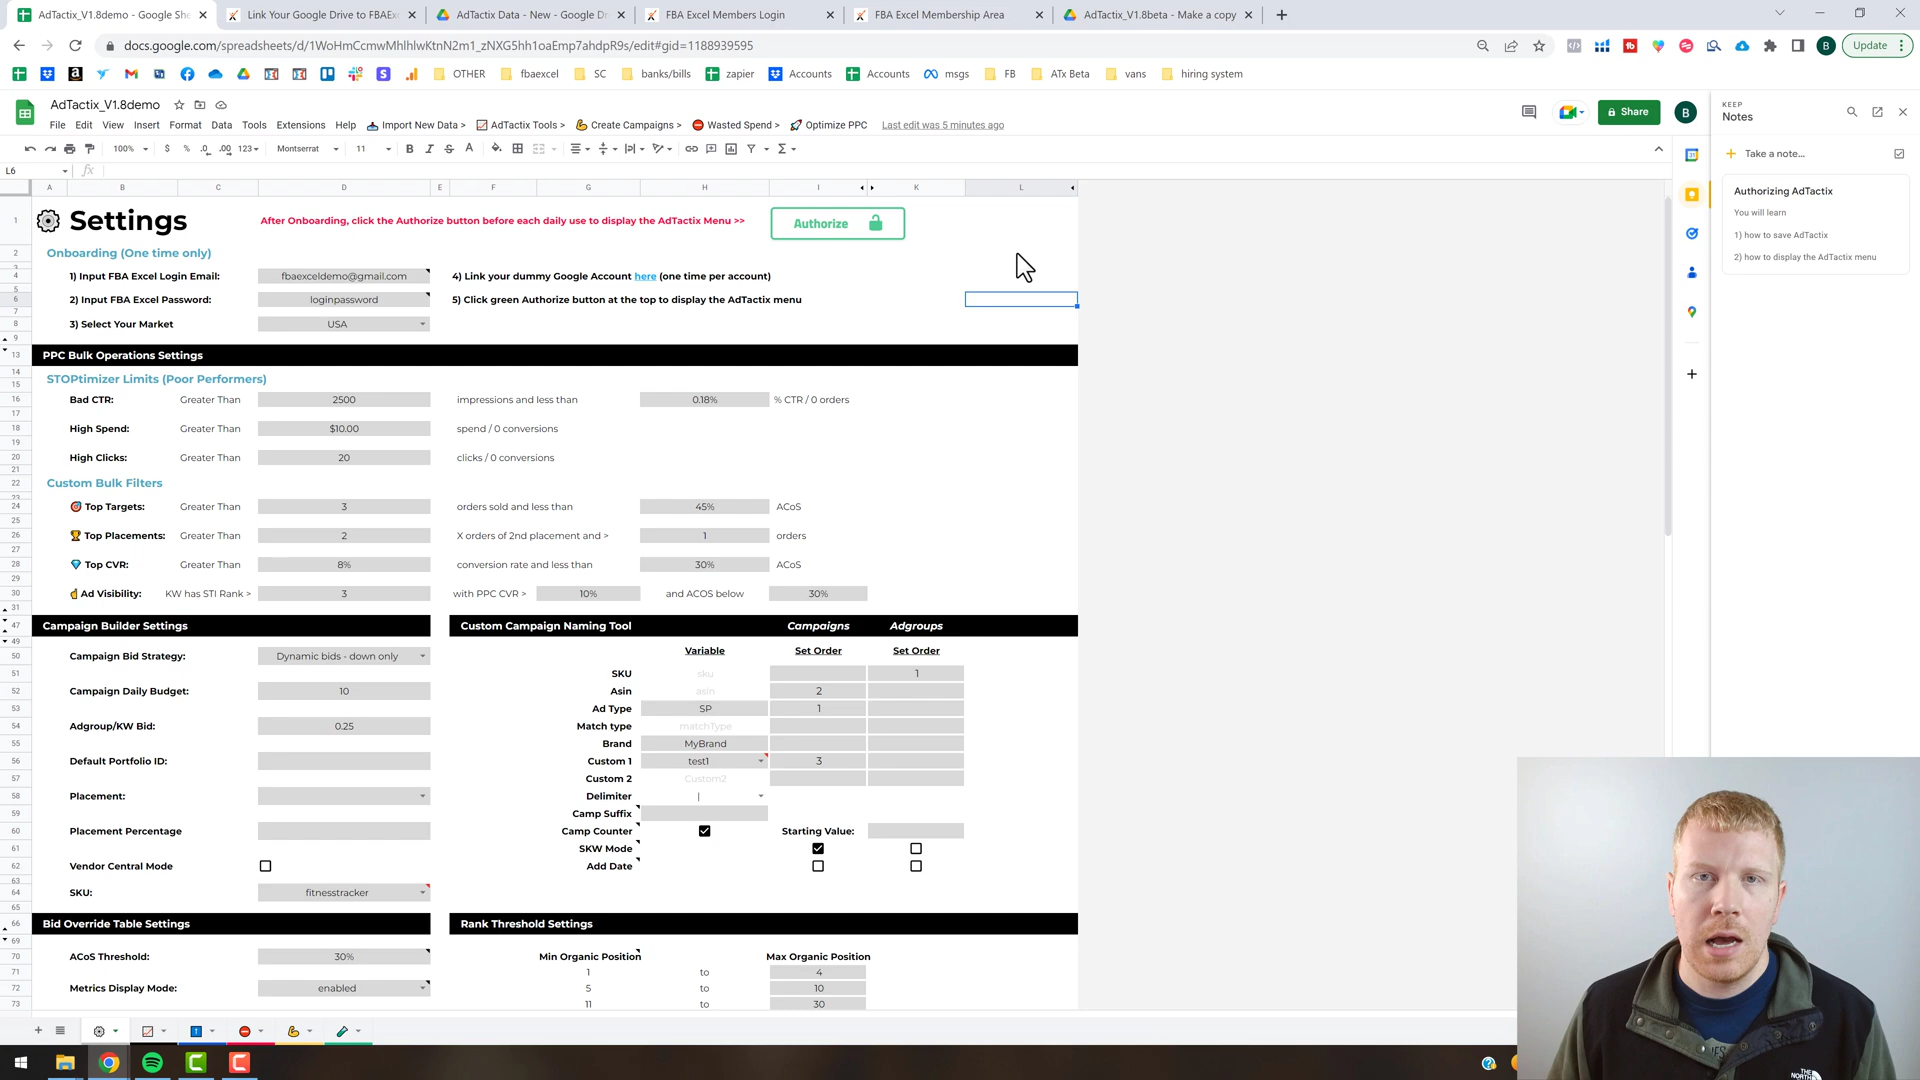 AdTactix_V1.8demo - Google She
Link Your Google Drive to FBAExc
AdTactix Data - New - Google Dr
FBA Excel Members Login
FBA Excel Membership Area
AdTactix_V1.8beta - Make a copy
docs.google.com/spreadsheets/d/1WoHmCcmwMhlhlwKtnN2m1_zNXG5hh1oaEmp7ahdpR9s/edit#gid=1188939595
B Update
OTHER fbaexcel SC banks/bills zapier Accounts Accounts msgs FB ATx Beta vans hiring system
AdTactix_V1.8demo
File Edit View Insert Format Data Tools Extensions Help Import New Data > AdTactix Tools > Create Campaigns > Wasted Spend > Optimize PPC Last edit was 5 minutes ago
Share B
KEEP
Notes
100% $ % .0 .00 123 Montserrat 11
Take a note...
L6 fx
A B C D E F G H I K L
Settings
After Onboarding, click the Authorize button before each daily use to display the AdTactix Menu >>
Authorize
Authorizing AdTactix
You will learn
1) how to save AdTactix
2) how to display the AdTactix menu
Onboarding (One time only)
1) Input FBA Excel Login Email: fbaexceldemo@gmail.com 4) Link your dummy Google Account here (one time per account)
2) Input FBA Excel Password: loginpassword 5) Click green Authorize button at the top to display the AdTactix menu
3) Select Your Market USA
PPC Bulk Operations Settings
STOPtimizer Limits (Poor Performers)
Bad CTR: Greater Than 2500 impressions and less than 0.18% % CTR / 0 orders
High Spend: Greater Than $10.00 spend / 0 conversions
High Clicks: Greater Than 20 clicks / 0 conversions
Custom Bulk Filters
Top Targets: Greater Than 3 orders sold and less than 45% ACoS
Top Placements: Greater Than 2 X orders of 2nd placement and > 1 orders
Top CVR: Greater Than 8% conversion rate and less than 30% ACoS
Ad Visibility: KW has STI Rank > 3 with PPC CVR > 10% and ACOS below 30%
Campaign Builder Settings Custom Campaign Naming Tool Campaigns Adgroups
Campaign Bid Strategy: Dynamic bids - down only Variable Set Order Set Order
SKU sku 1
Campaign Daily Budget: 10 Asin asin 2
Ad Type SP 1
Adgroup/KW Bid: 0.25 Match type matchType
Brand MyBrand
Default Portfolio ID: Custom 1 test1 3
Custom 2 Custom2
Placement: Delimiter |
Camp Suffix
Placement Percentage Camp Counter Starting Value:
SKW Mode
Vendor Central Mode Add Date
SKU: fitnesstracker
Bid Override Table Settings Rank Threshold Settings
ACoS Threshold: 30% Min Organic Position Max Organic Position
1 to 4
Metrics Display Mode: enabled 5 to 10
11 to 30
THE
NORTH